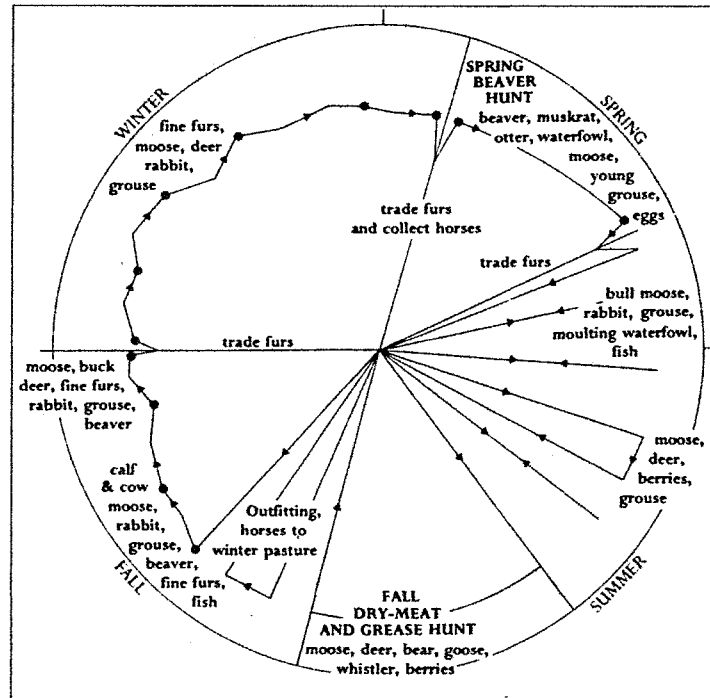 WINTER
SPRING
BEAVER
HUNT
beaver, muskrat,
otter, waterfowl,
moose,
young
grouse,
eggs
SPRING
fine furs,
moose, deer
rabbit
grouse
trade furs
and collect horses
trade furs
bull moose,
rabbit, grouse,
moulting waterfowl,
fish
trade furs
moose, buck
deer, fine furs,
rabbit, grouse,
beaver
moose,
deer,
berries,
grouse
calf
& cow
moose,
rabbit,
grouse,
beaver,
fine furs,
fish
Outfitting,
horses to
winter pasture
FALL
SUMMER
FALL
DRY-MEAT
AND GREASE HUNT
moose, deer, bear, goose,
whistler, berries